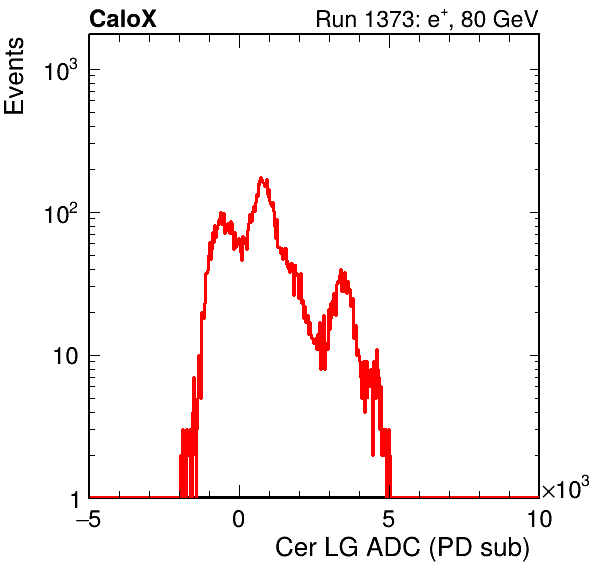 CaloX Run 1373: e⁺, 80 GeV
Events
10³
10²
10
1
−5 0 5 10 ×10³
Cer LG ADC (PD sub)